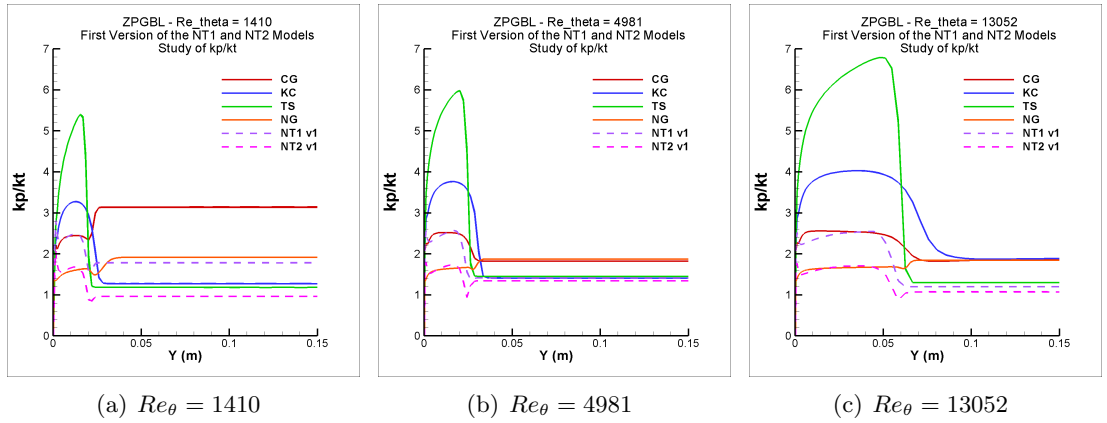 ZPGBL - Re_theta = 1410
First Version of the NT1 and NT2 Models
Study of kp/kt
7
6
5
4
3
2
1
0
kp/kt
CG
KC
TS
NG
NT1 v1
NT2 v1
0 0.05 0.1 0.15
Y (m)
(a) Reθ = 1410
ZPGBL - Re_theta = 4981
First Version of the NT1 and NT2 Models
Study of kp/kt
7
6
5
4
3
2
1
0
kp/kt
CG
KC
TS
NG
NT1 v1
NT2 v1
0 0.05 0.1 0.15
Y (m)
(b) Reθ = 4981
ZPGBL - Re_theta = 13052
First Version of the NT1 and NT2 Models
Study of kp/kt
7
6
5
4
3
2
1
0
kp/kt
CG
KC
TS
NG
NT1 v1
NT2 v1
0 0.05 0.1 0.15
Y (m)
(c) Reθ = 13052